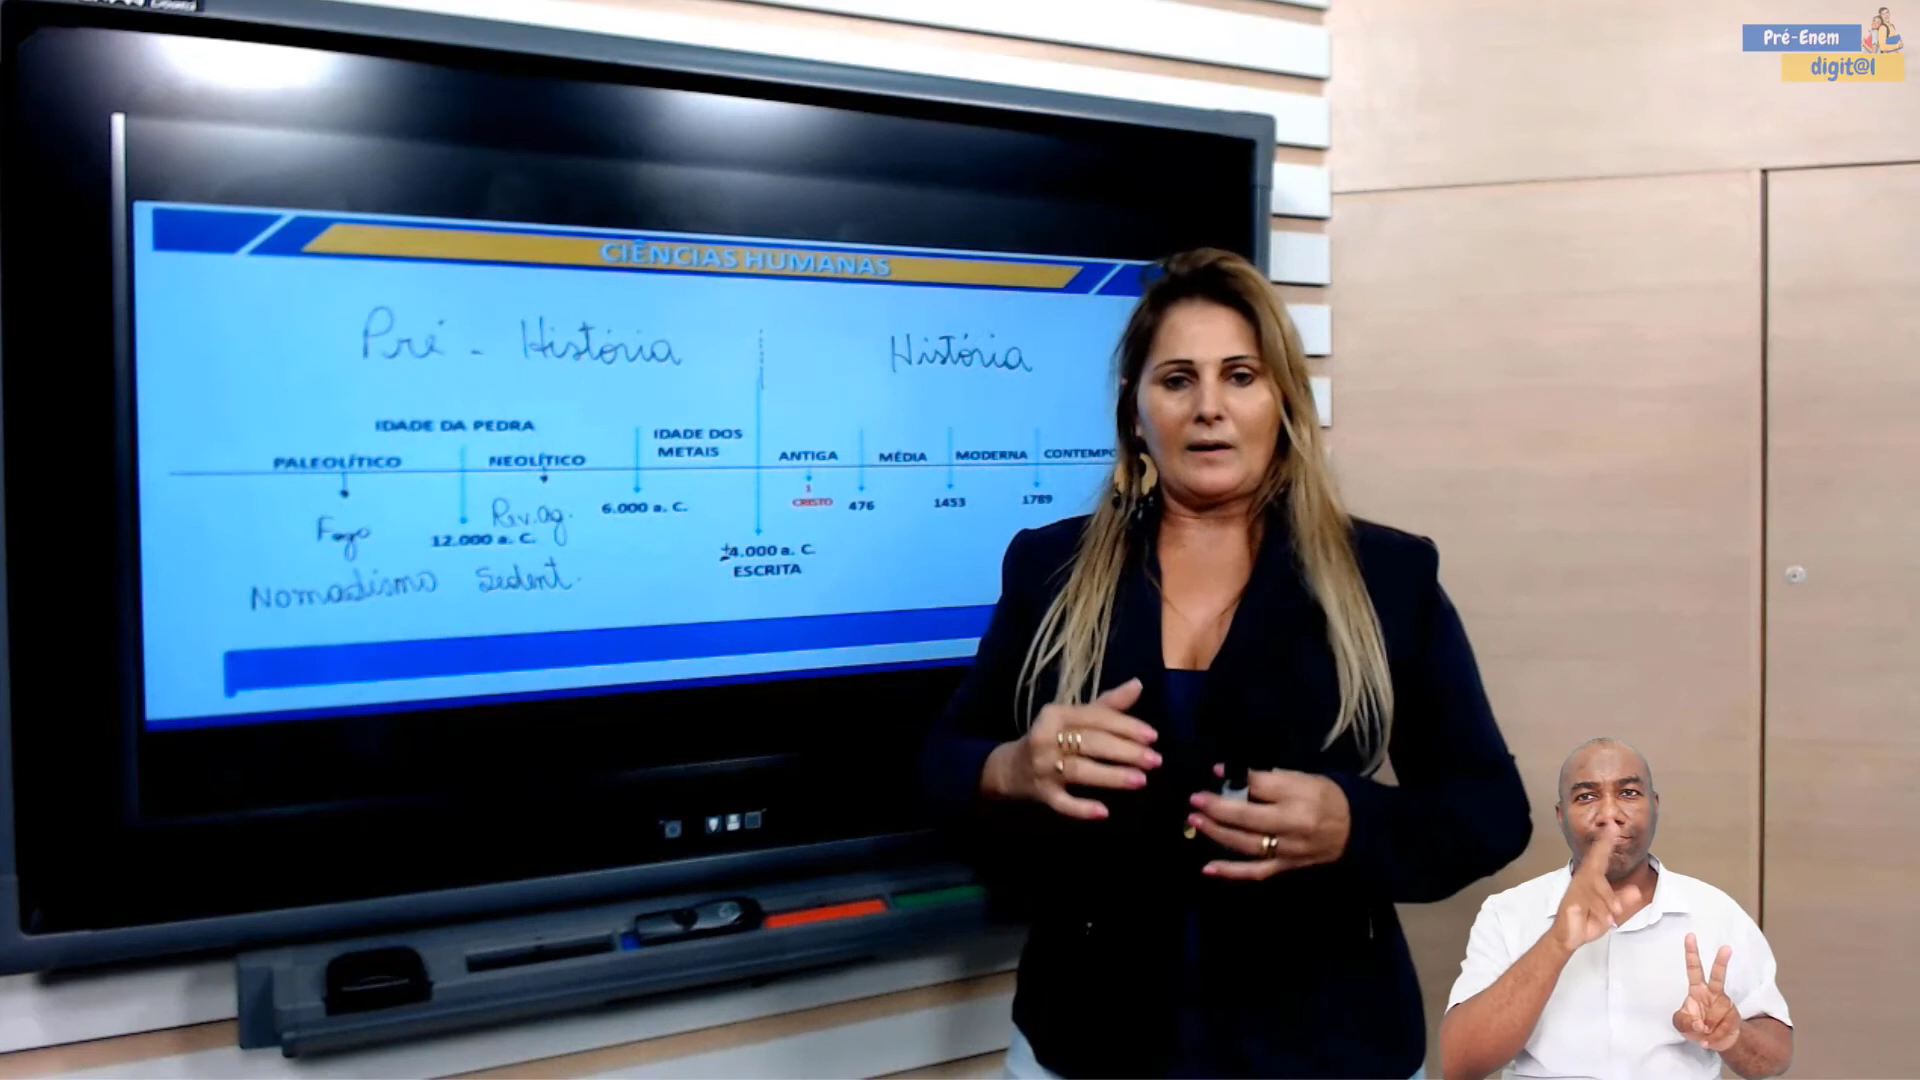 Pré-Enem
digit@l
CIÊNCIAS HUMANAS
Pré - História
História
IDADE DA PEDRA
IDADE DOS
METAIS
PALEOLÍTICO
NEOLÍTICO
ANTIGA
MÉDIA
MODERNA
CONTEMPO
1
CRISTO
476
1453
1789
6.000 a. C.
Fogo
Rev. Ag.
12.000 a. C.
±4.000 a. C.
ESCRITA
Nomadismo
Sedent.